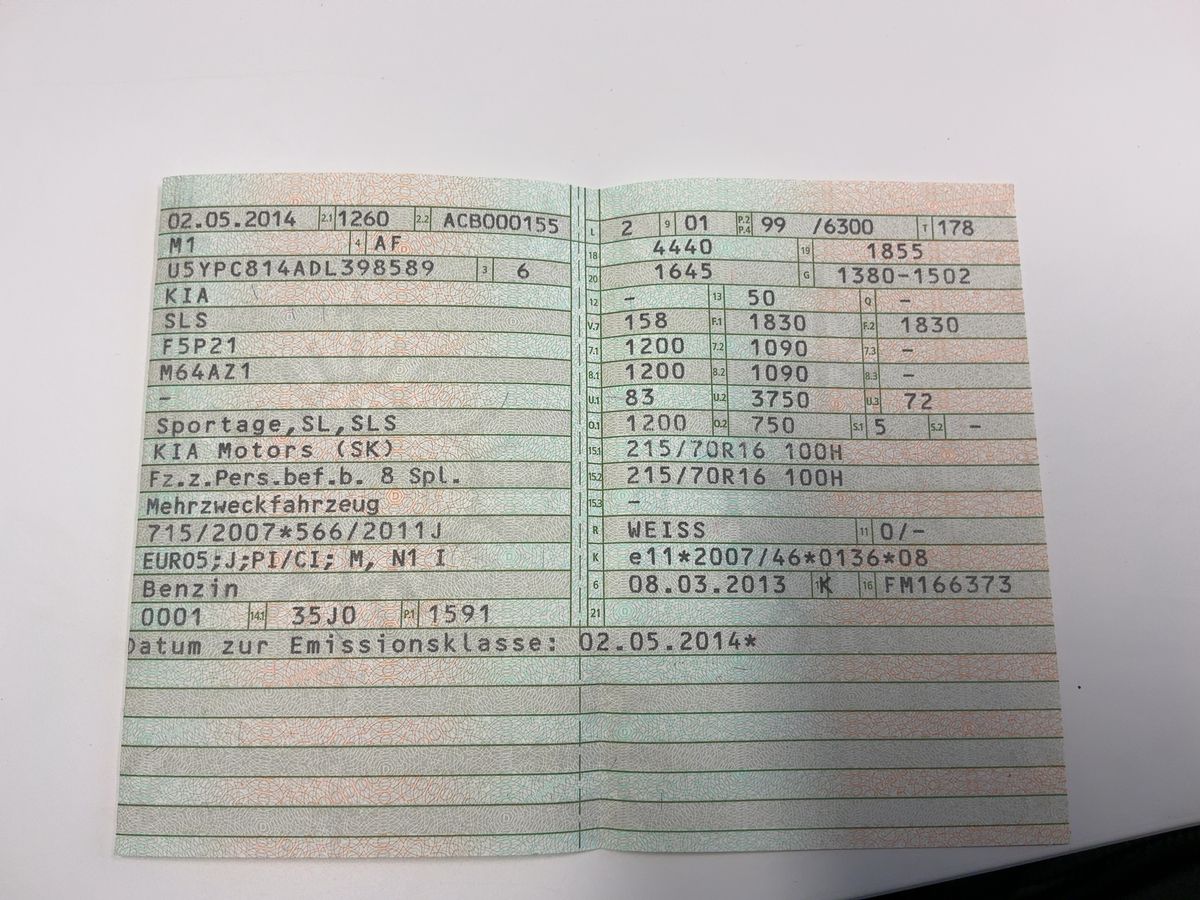 02.05.2014 2.1 1260 2.2 ACB000155
M1 4 AF
U5YPC814ADL398589 3 6
KIA
SLS
F5P21
M64AZ1
-
Sportage,SL,SLS
KIA Motors (SK)
Fz.z.Pers.bef.b. 8 Spl.
Mehrzweckfahrzeug
715/2007*566/2011J
EURO5;J;PI/CI; M, N1 I
Benzin
0001 14.1 35J0 P.1 1591
L 2 9 01 P.2 P.4 99 /6300 T 178
18 4440 19 1855
20 1645 G 1380-1502
12 - 13 50 Q -
V.7 158 F.1 1830 F.2 1830
7.1 1200 7.2 1090 7.3 -
8.1 1200 8.2 1090 8.3 -
U.1 83 U.2 3750 U.3 72
O.1 1200 O.2 750 S.1 5 S.2 -
15.1 215/70R16 100H
15.2 215/70R16 100H
15.3 -
R WEISS 11 0/-
K e11*2007/46*0136*08
6 08.03.2013 K 16 FM166373
21
Datum zur Emissionsklasse: 02.05.2014*